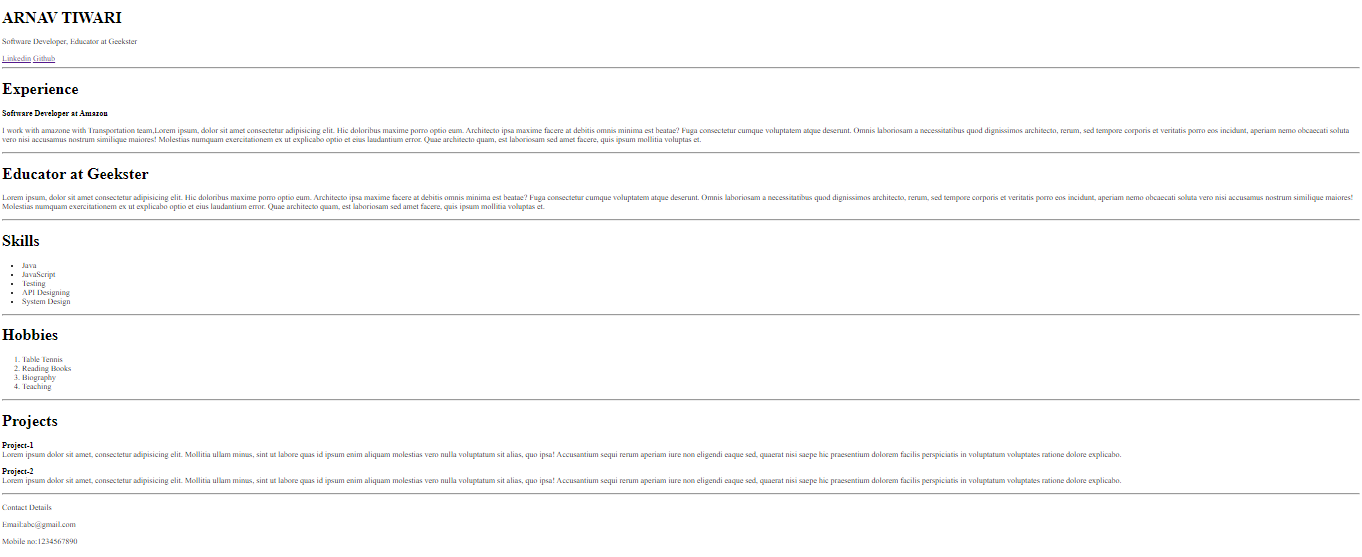 ARNAV TIWARI
Software Developer, Educator at Geekster
Linkedin Github
Experience
Software Developer at Amazon
I work with amazone with Transportation team.Lorem ipsum, dolor sit amet consectetur adipisicing elit. Hic doloribus maxime porro optio eum. Architecto ipsa maxime facere at debitis omnis minima est beatae? Fuga consectetur cumque voluptatem atque deserunt. Omnis laboriosam a necessitatibus quod dignissimos architecto, rerum, sed tempore corporis et veritatis porro eos incidunt, aperiam nemo obcaecati soluta
vero nisi accusamus nostrum similique maiores! Molestias numquam exercitationem ex ut explicabo optio et eius laudantium error. Quae architecto quam, est laboriosam sed amet facere, quis ipsum mollitia voluptas et.
Educator at Geekster
Lorem ipsum, dolor sit amet consectetur adipisicing elit. Hic doloribus maxime porro optio eum. Architecto ipsa maxime facere at debitis omnis minima est beatae? Fuga consectetur cumque voluptatem atque deserunt. Omnis laboriosam a necessitatibus quod dignissimos architecto, rerum, sed tempore corporis et veritatis porro eos incidunt, aperiam nemo obcaecati soluta vero nisi accusamus nostrum similique maiores!
Molestias numquam exercitationem ex ut explicabo optio et eius laudantium error. Quae architecto quam, est laboriosam sed amet facere, quis ipsum mollitia voluptas et.
Skills
• Java
• JavaScript
• Testing
• API Designing
• System Design
Hobbies
1. Table Tennis
2. Reading Books
3. Biography
4. Teaching
Projects
Project-1
Lorem ipsum dolor sit amet, consectetur adipisicing elit. Mollitia ullam minus, sint ut labore quas id ipsum enim aliquam molestias vero nulla voluptatum sit alias, quo ipsa! Accusantium sequi rerum aperiam iure non eligendi eaque sed, quaerat nisi saepe hic praesentium dolorem facilis perspiciatis in voluptatum voluptates ratione dolore explicabo.
Project-2
Lorem ipsum dolor sit amet, consectetur adipisicing elit. Mollitia ullam minus, sint ut labore quas id ipsum enim aliquam molestias vero nulla voluptatum sit alias, quo ipsa! Accusantium sequi rerum aperiam iure non eligendi eaque sed, quaerat nisi saepe hic praesentium dolorem facilis perspiciatis in voluptatum voluptates ratione dolore explicabo.
Contact Details
Email:abc@gmail.com
Mobile no:1234567890